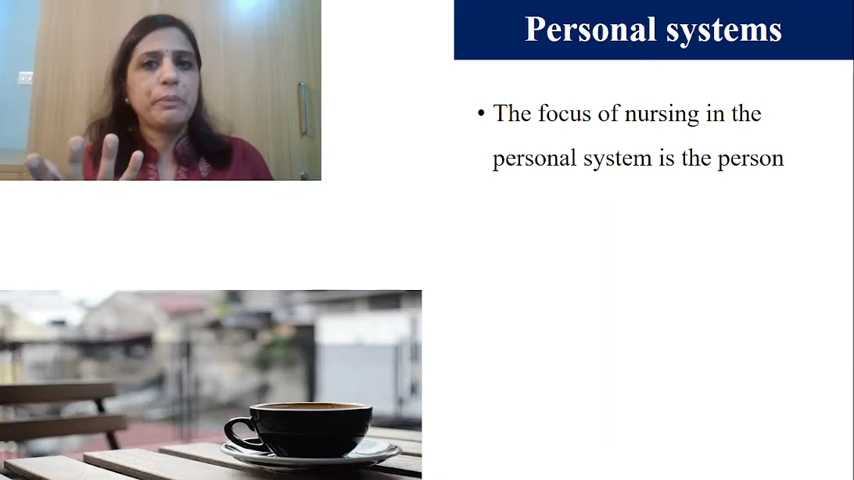 Personal systems
• The focus of nursing in the
personal system is the person